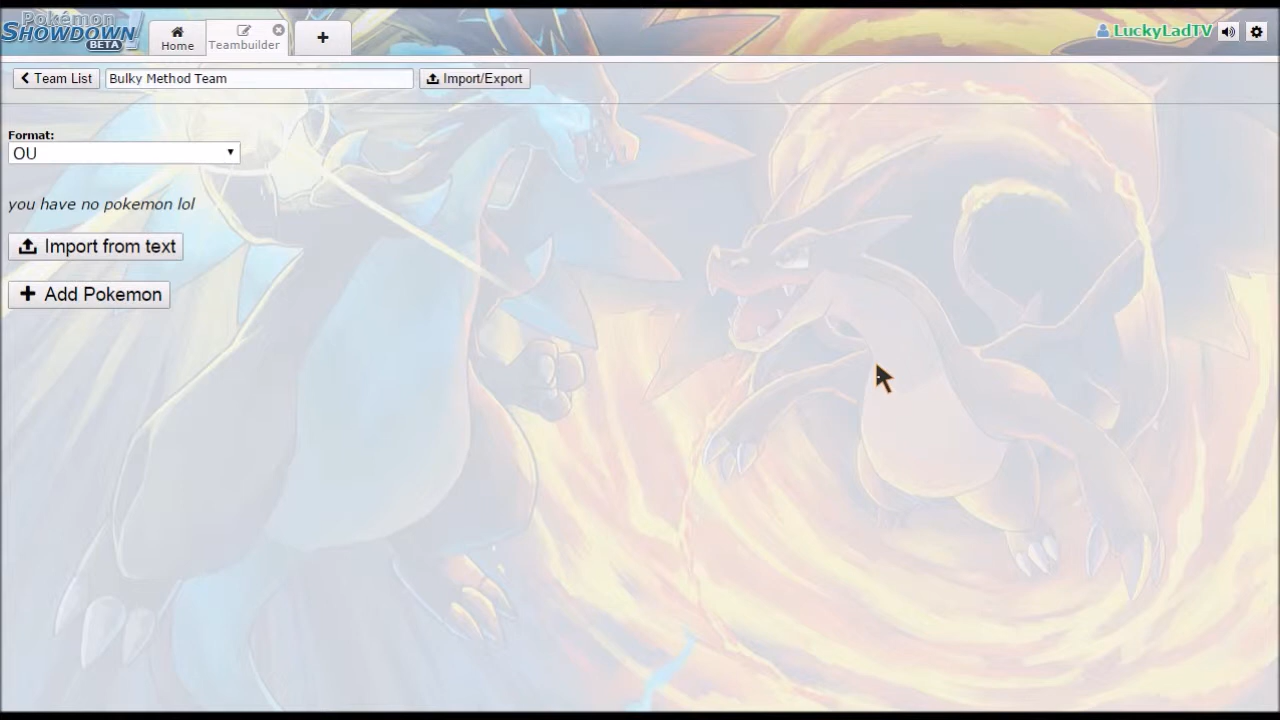 Pokémon
SHOWDOWN!
BETA
Home
Teambuilder
+
LuckyLadTV
Team List
Bulky Method Team
Import/Export
Format:
OU
you have no pokemon lol
Import from text
Add Pokemon